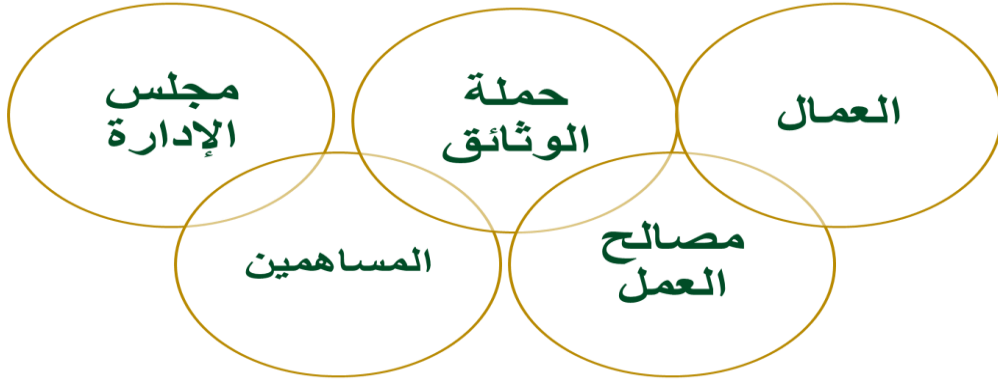 العمال
حملة
الوثائق
مجلس
الإدارة
مصالح
العمل
المساهمين